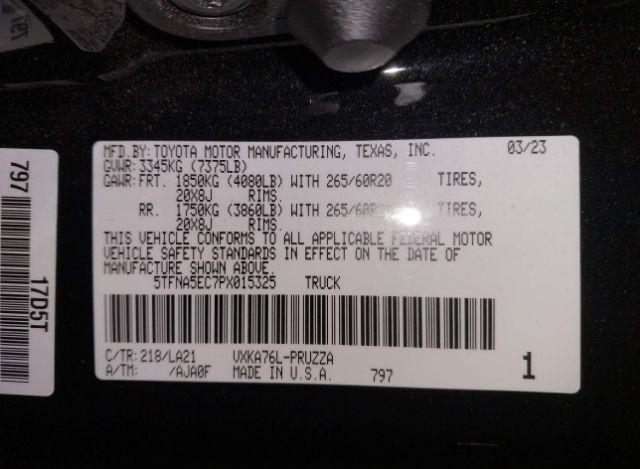 MFD.BY: TOYOTA MOTOR MANUFACTURING, TEXAS, INC. 03/23
GVWR: 3345KG (7375LB)
GAWR: FRT. 1850KG (4080LB) WITH 265/60R20 TIRES,
20X8J RIMS.
RR. 1750KG (3860LB) WITH 265/60R20 TIRES,
20X8J RIMS.
THIS VEHICLE CONFORMS TO ALL APPLICABLE FEDERAL MOTOR
VEHICLE SAFETY STANDARDS IN EFFECT ON THE DATE OF
MANUFACTURE SHOWN ABOVE.
5TFNA5EC7PX015325 TRUCK
C/TR: 218/LA21 VXKA76L-PRUZZA
A/TM: /AJA0F MADE IN U.S.A. 797 1
797
17D5T